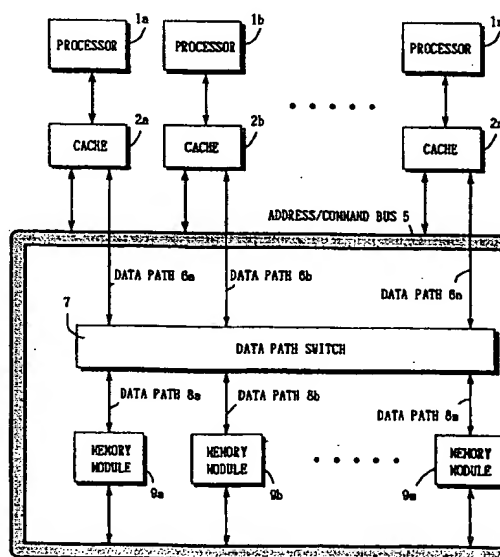 1a 1b
PROCESSOR PROCESSOR PROCESSOR
2a 2b
CACHE CACHE CACHE
ADDRESS/COMMAND BUS 5
DATA PATH 6a DATA PATH 6b DATA PATH 6n
7
DATA PATH SWITCH
DATA PATH 8a DATA PATH 8b DATA PATH 8m
MEMORY MODULE MEMORY MODULE MEMORY MODULE
9a 9b 9m